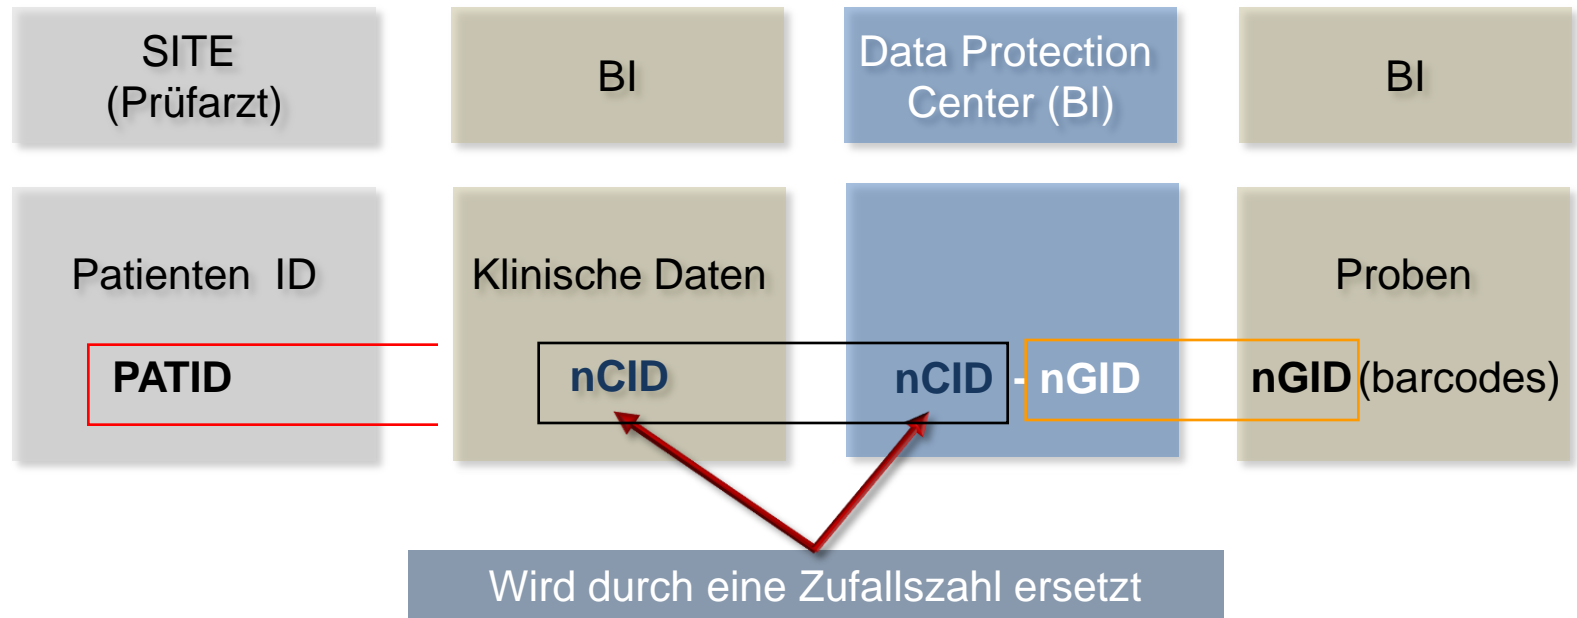 SITE
(Prüfarzt)
BI
Data Protection
Center (BI)
BI
Patienten ID
Klinische Daten
Proben
PATID
nCID
nCID - nGID
nGID (barcodes)
Wird durch eine Zufallszahl ersetzt